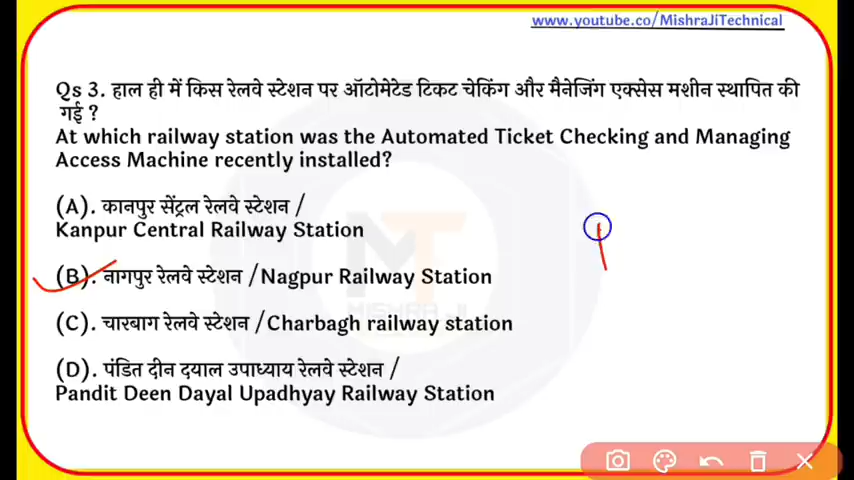 www.youtube.co/MishraJiTechnical
Qs 3. हाल ही में किस रेलवे स्टेशन पर ऑटोमेटेड टिकट चेकिंग और मैनेजिंग एक्सेस मशीन स्थापित की
गई ?
At which railway station was the Automated Ticket Checking and Managing
Access Machine recently installed?
(A). कानपुर सेंट्रल रेलवे स्टेशन /
Kanpur Central Railway Station
(B). नागपुर रेलवे स्टेशन /Nagpur Railway Station
(C). चारबाग रेलवे स्टेशन /Charbagh railway station
(D). पंडित दीन दयाल उपाध्याय रेलवे स्टेशन /
Pandit Deen Dayal Upadhyay Railway Station
MT
MISHRA JI